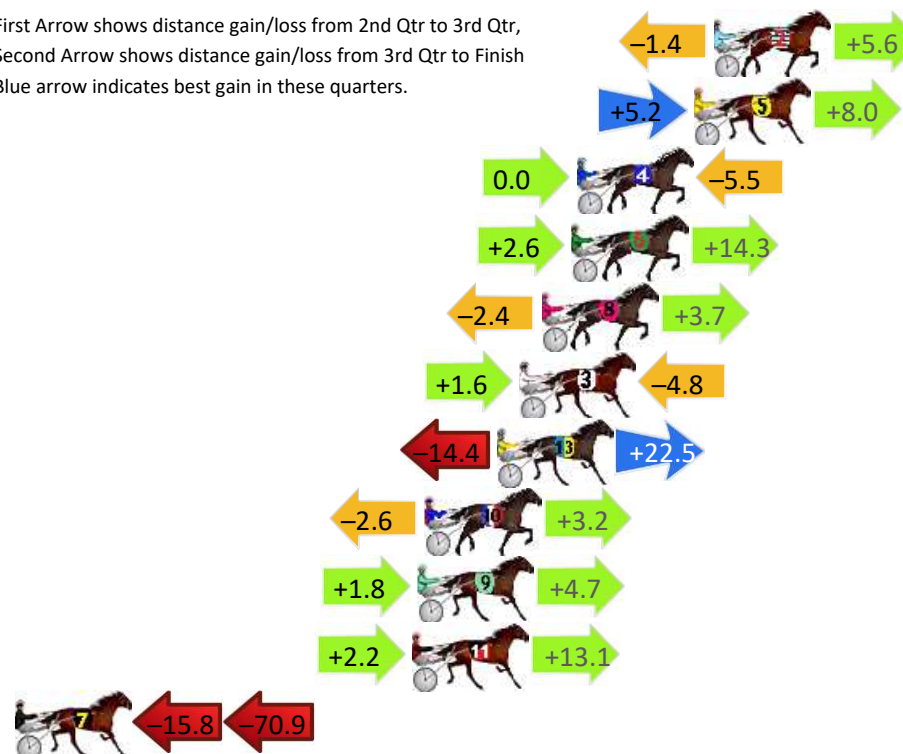 First Arrow shows distance gain/loss from 2nd Qtr to 3rd Qtr,
Second Arrow shows distance gain/loss from 3rd Qtr to Finish
Blue arrow indicates best gain in these quarters.
–1.4 2 +5.6
+5.2 5 +8.0
0.0 4 –5.5
+2.6 +14.3
–2.4 8 +3.7
+1.6 3 –4.8
–14.4 13 +22.5
–2.6 10 +3.2
+1.8 9 +4.7
+2.2 11 +13.1
7 –15.8 –70.9